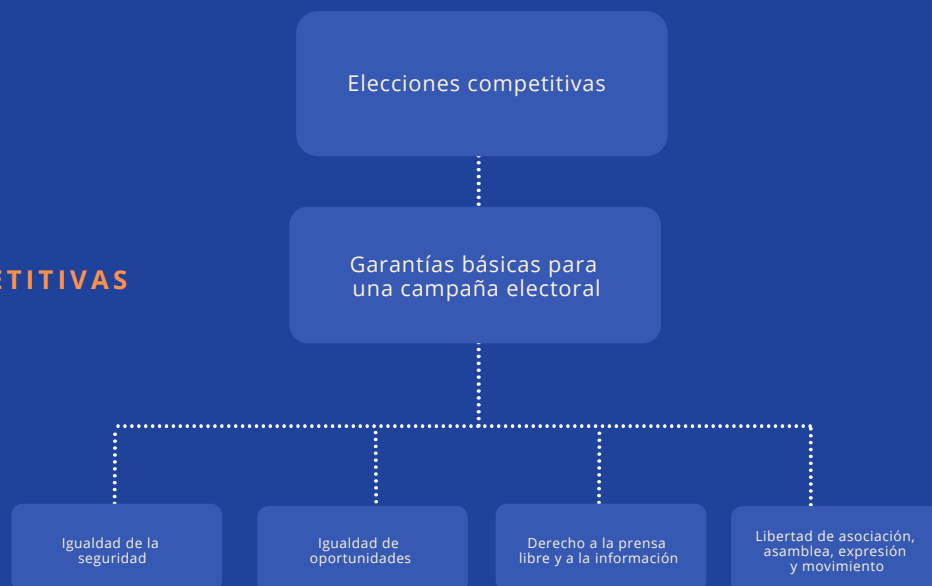 Elecciones competitivas
Garantías básicas para
una campaña electoral
ETITIVAS
Igualdad de la
seguridad
Igualdad de
oportunidades
Derecho a la prensa
libre y a la información
Libertad de asociación,
asamblea, expresión
y movimiento